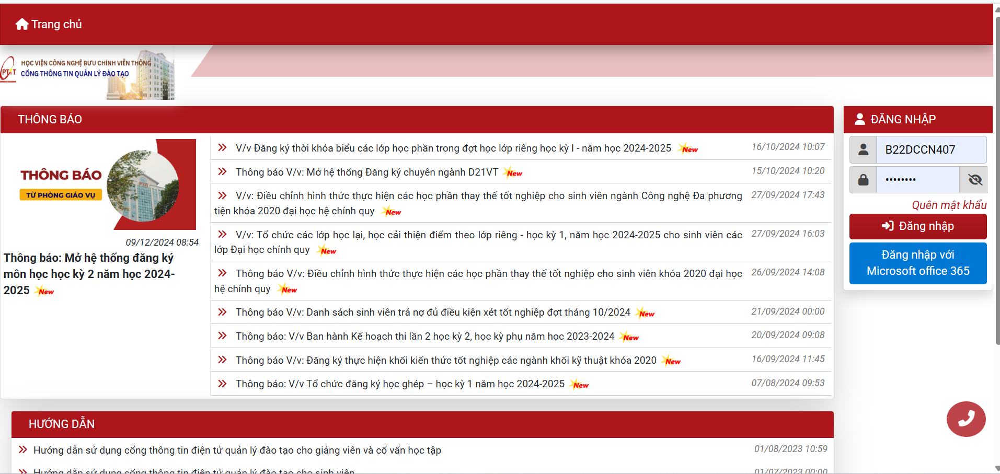 Trang chủ
PTIT
HỌC VIỆN CÔNG NGHỆ BƯU CHÍNH VIỄN THÔNG
CỔNG THÔNG TIN QUẢN LÝ ĐÀO TẠO
THÔNG BÁO
THÔNG BÁO
TỪ PHÒNG GIÁO VỤ
09/12/2024 08:54
Thông báo: Mở hệ thống đăng ký
môn học học kỳ 2 năm học 2024-
2025 New
V/v Đăng ký thời khóa biểu các lớp học phần trong đợt học lớp riêng học kỳ I - năm học 2024-2025 New 16/10/2024 10:07
Thông báo V/v: Mở hệ thống Đăng ký chuyên ngành D21VT New 15/10/2024 10:20
V/v: Điều chỉnh hình thức thực hiện các học phần thay thế tốt nghiệp cho sinh viên ngành Công nghệ Đa phương 27/09/2024 17:43
tiện khóa 2020 đại học hệ chính quy New
V/v: Tổ chức các lớp học lại, học cải thiện điểm theo lớp riêng - học kỳ 1, năm học 2024-2025 cho sinh viên các 27/09/2024 16:03
lớp Đại học chính quy New
Thông báo V/v: Điều chỉnh hình thức thực hiện các học phần thay thế tốt nghiệp cho sinh viên khóa 2020 đại học 26/09/2024 14:08
hệ chính quy New
Thông báo V/v: Danh sách sinh viên trả nợ đủ điều kiện xét tốt nghiệp đợt tháng 10/2024 New 21/09/2024 00:00
Thông báo: V/v Ban hành Kế hoạch thi lần 2 học kỳ 2, học kỳ phụ năm học 2023-2024 New 20/09/2024 09:08
Thông báo V/v: Đăng ký thực hiện khối kiến thức tốt nghiệp các ngành khối kỹ thuật khóa 2020 New 16/09/2024 11:45
Thông báo: V/v Tổ chức đăng ký học ghép – học kỳ 1 năm học 2024-2025 New 07/08/2024 09:53
ĐĂNG NHẬP
B22DCCN407
••••••••
Quên mật khẩu
Đăng nhập
Đăng nhập với
Microsoft office 365
HƯỚNG DẪN
Hướng dẫn sử dụng cổng thông tin điện tử quản lý đào tạo cho giảng viên và cố vấn học tập 01/08/2023 10:59
Hướng dẫn sử dụng cổng thông tin điện tử quản lý đào tạo cho sinh viên 01/07/2023 00:00